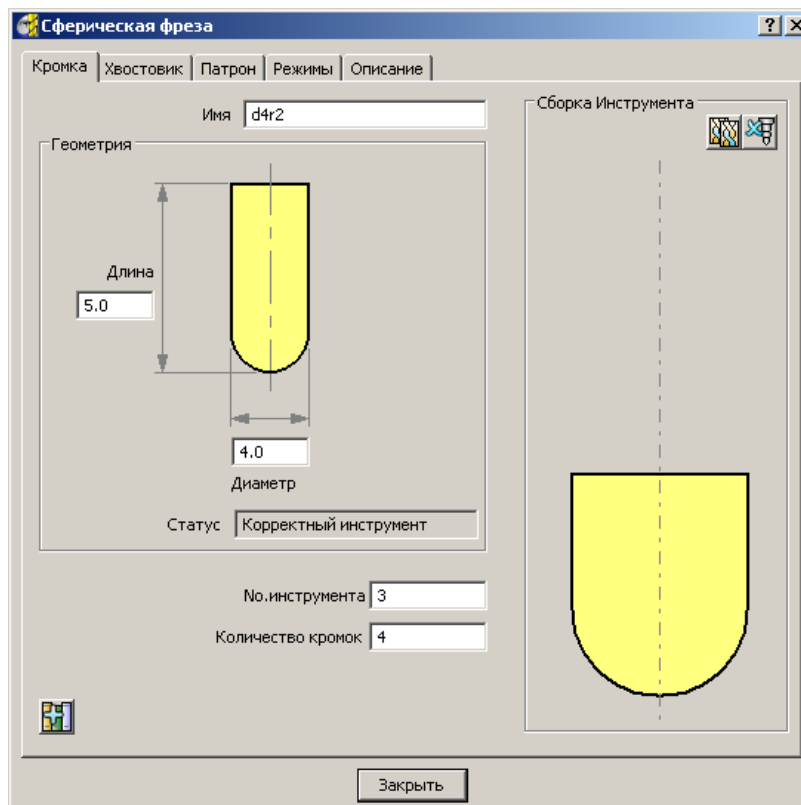 Сферическая фреза
Кромка Хвостовик Патрон Режимы Описание
Имя d4r2
Сборка Инструмента
Геометрия
Длина
5.0
4.0
Диаметр
Статус Корректный инструмент
No.инструмента 3
Количество кромок 4
Закрыть